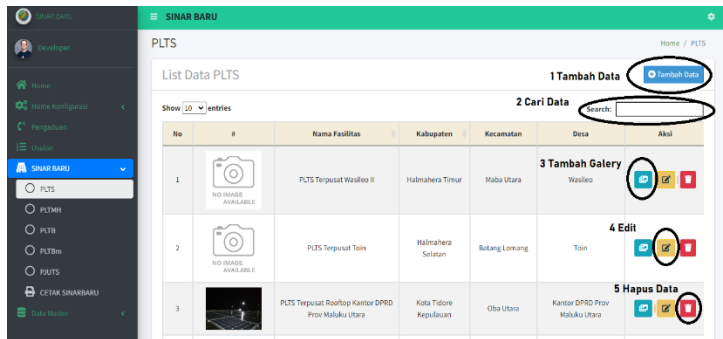 SINAR BARU
SINAR BARU
Developer
PLTS
Home / PLTS
List Data PLTS
1 Tambah Data
Tambah Data
Home
Home Konfigurasi
Pengaduan
Usulan
SINAR BARU
PLTS
PLTMH
PLTB
PLTBm
PJUTS
CETAK SINARBARU
Data Master
Show 10 entries
2 Cari Data
Search:
No # Nama Fasilitas Kabupaten Kecamatan Desa Aksi
3 Tambah Galery
1 NO IMAGE AVAILABLE PLTS Terpusat Wasileo II Halmahera Timur Maba Utara Wasileo
4 Edit
2 NO IMAGE AVAILABLE PLTS Terpusat Toin Halmahera Selatan Batang Lomang Toin
5 Hapus Data
3 PLTS Terpusat Rooftop Kantor DPRD Prov Maluku Utara Kota Tidore Kepulauan Oba Utara Kantor DPRD Prov Maluku Utara